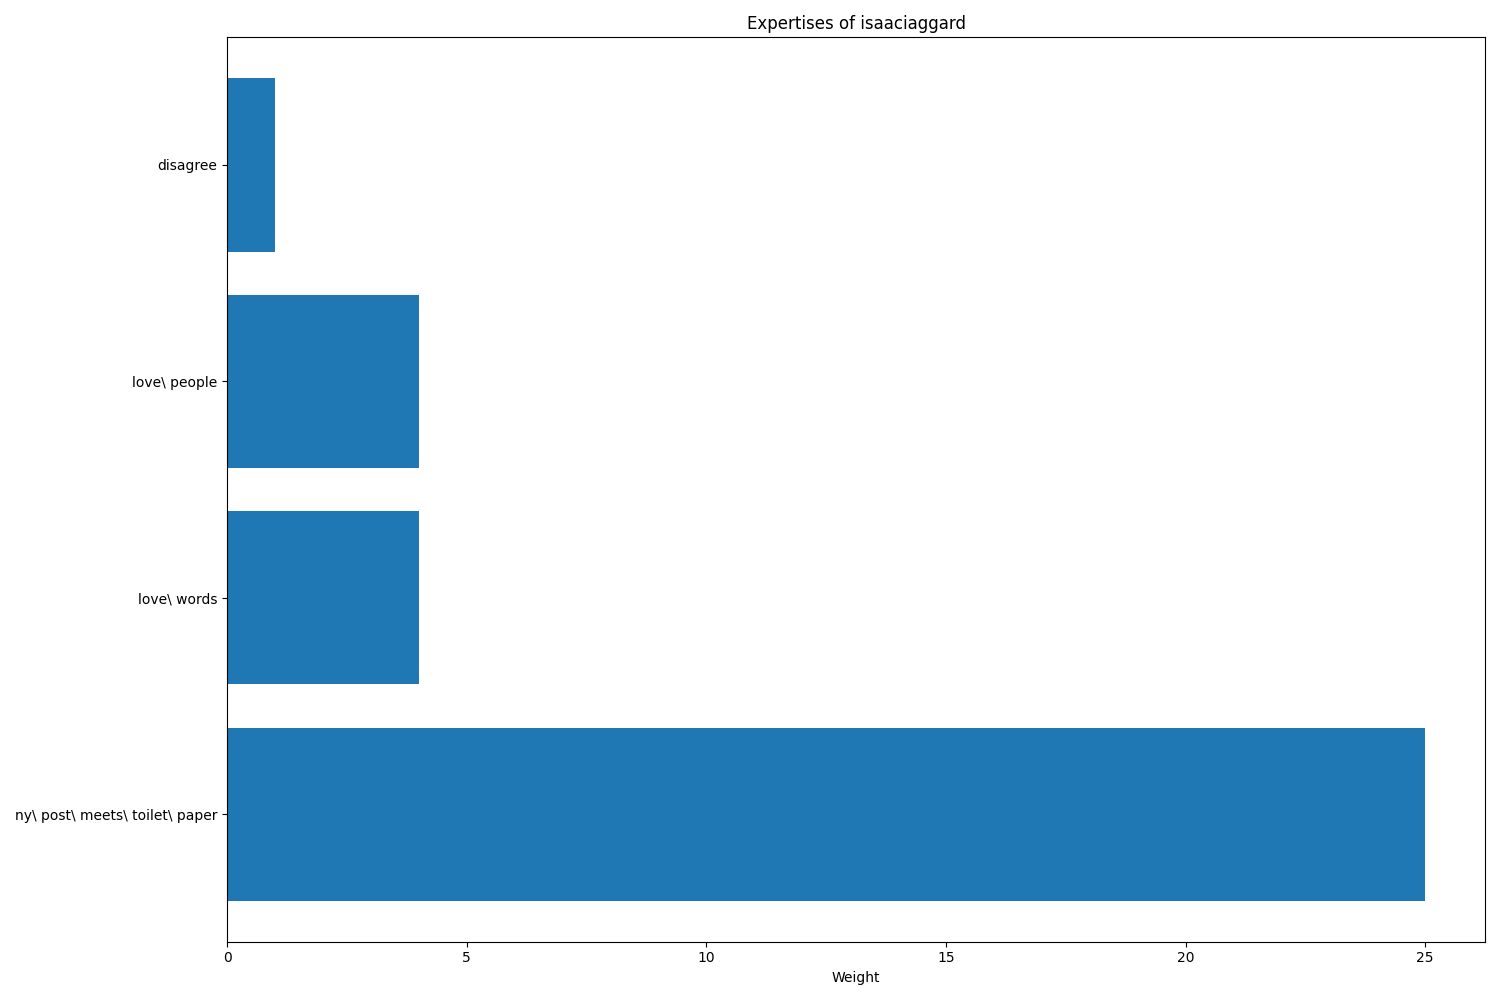 Expertises of isaaciaggard
disagree
love\ people
love\ words
ny\ post\ meets\ toilet\ paper
0 5 10 15 20 25
Weight